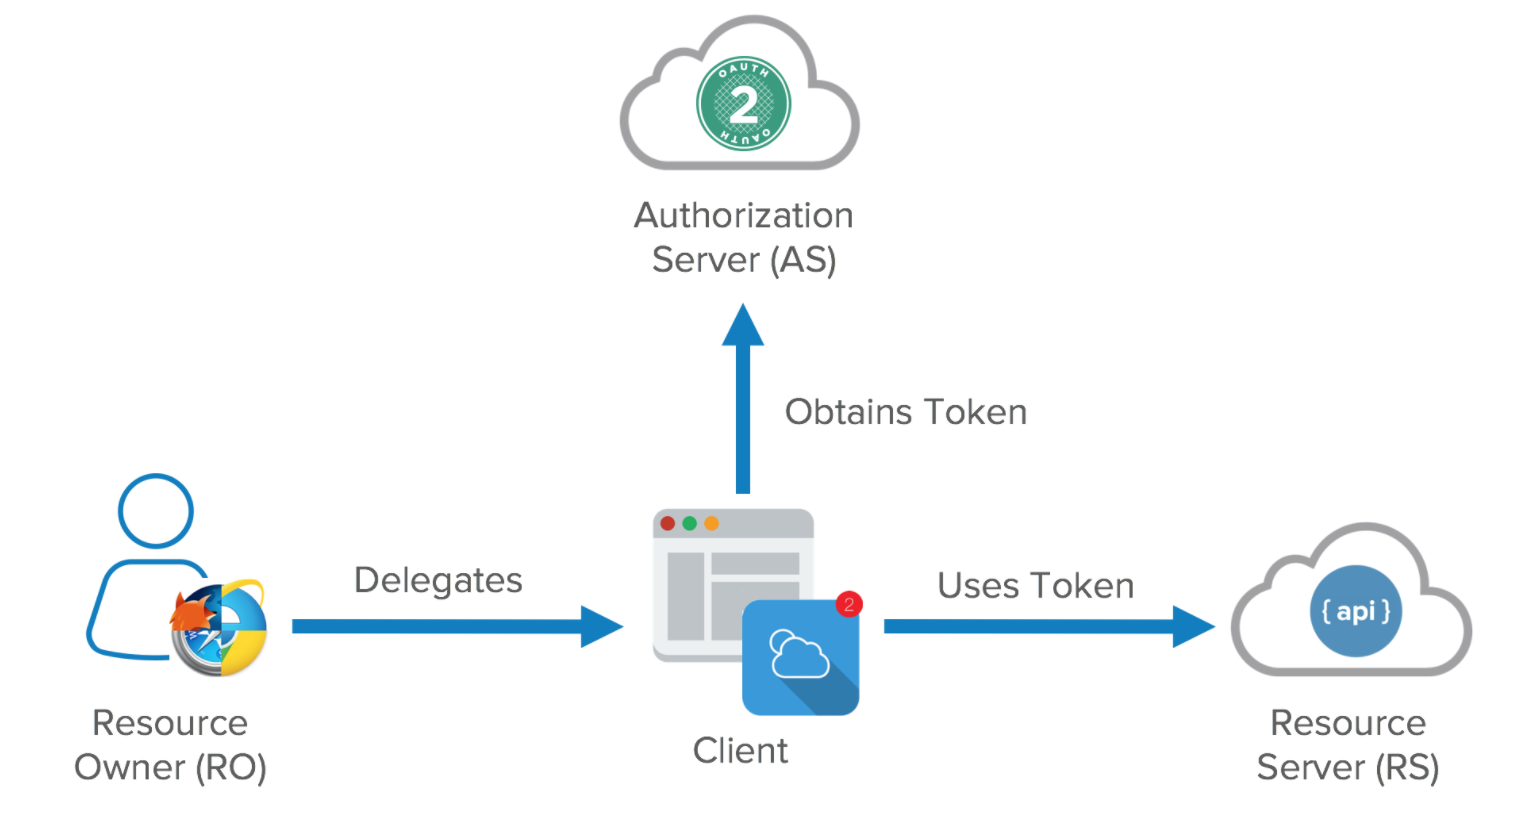 OAUTH
2
OAUTH
Authorization
Server (AS)
Obtains Token
Delegates
Uses Token
2
{ api }
Resource
Owner (RO)
Client
Resource
Server (RS)